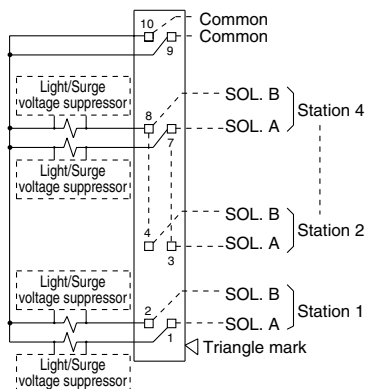 10
Common
9
Common
Light/Surge
voltage suppressor
8
SOL. B
7
SOL. A
Station 4
Light/Surge
voltage suppressor
4
SOL. B
3
SOL. A
Station 2
Light/Surge
voltage suppressor
2
SOL. B
1
SOL. A
Station 1
Triangle mark
Light/Surge
voltage suppressor